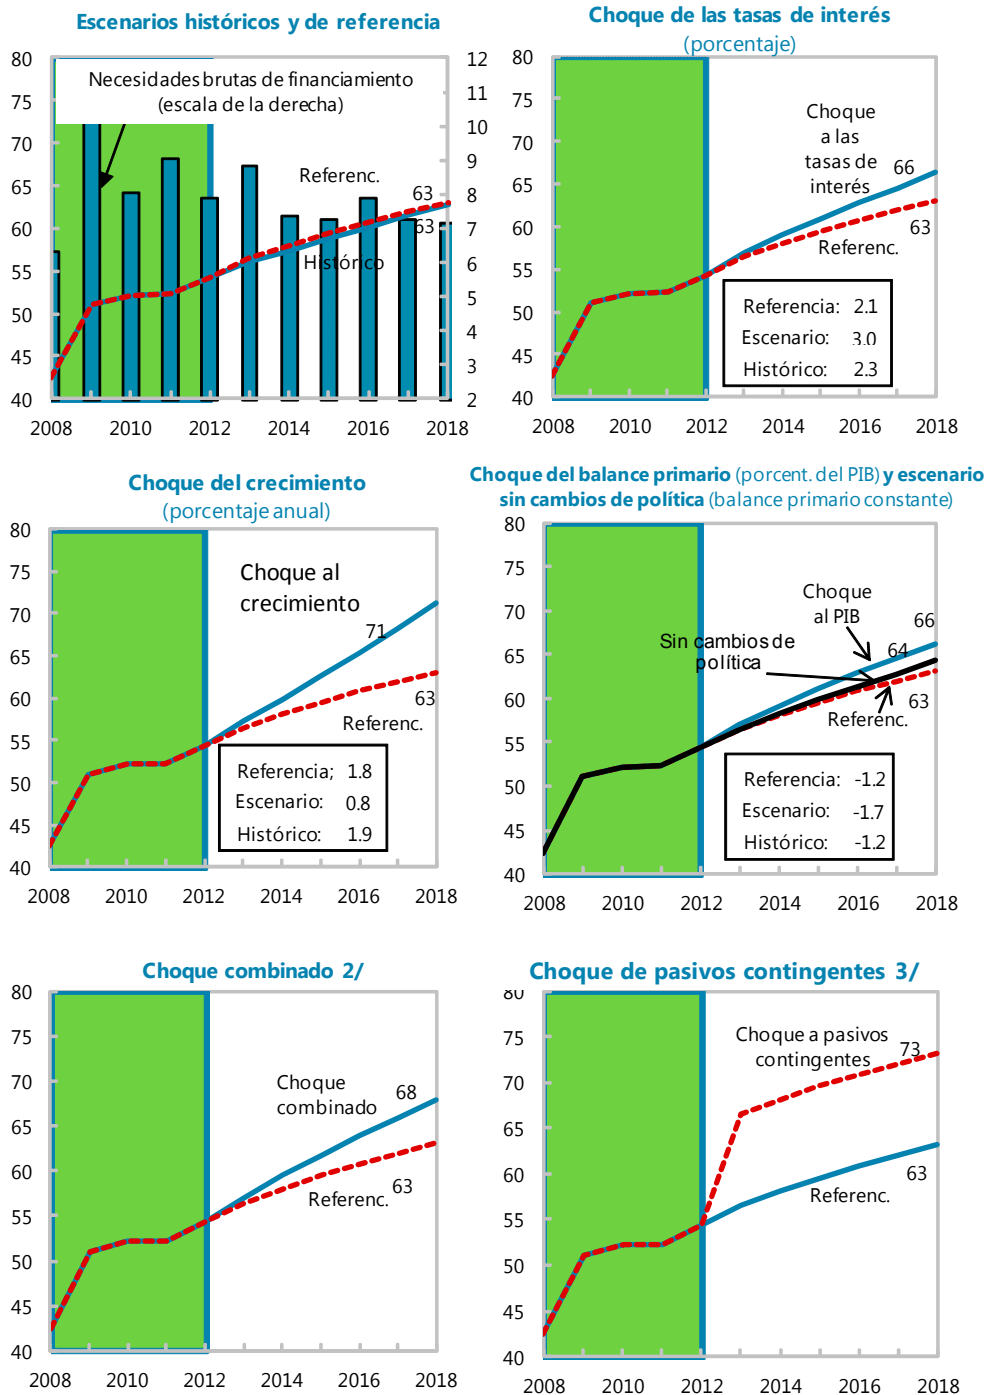 Escenarios históricos y de referencia
Necesidades brutas de financiamiento
(escala de la derecha)
80
75
70
65
60
55
50
45
40
12
11
10
9
8
7
6
5
4
3
2
Referenc.
63
63
Histórico
2008 2010 2012 2014 2016 2018
Choque de las tasas de interés
(porcentaje)
80
75
70
65
60
55
50
45
40
Choque
a las
tasas de
interés
66
63
Referenc.
Referencia: 2.1
Escenario: 3.0
Histórico: 2.3
2008 2010 2012 2014 2016 2018
Choque del crecimiento
(porcentaje anual)
80
75
70
65
60
55
50
45
40
Choque al
crecimiento
71
63
Referenc.
Referencia; 1.8
Escenario: 0.8
Histórico: 1.9
2008 2010 2012 2014 2016 2018
Choque del balance primario (porcent. del PIB) y escenario
sin cambios de política (balance primario constante)
80
75
70
65
60
55
50
45
40
Choque
al PIB
66
Sin cambios de
política
64
63
Referenc.
Referencia: -1.2
Escenario: -1.7
Histórico: -1.2
2008 2010 2012 2014 2016 2018
Choque combinado 2/
80
75
70
65
60
55
50
45
40
Choque
combinado
68
63
Referenc.
2008 2010 2012 2014 2016 2018
Choque de pasivos contingentes 3/
80
75
70
65
60
55
50
45
40
Choque a pasivos
contingentes
73
63
Referenc.
2008 2010 2012 2014 2016 2018